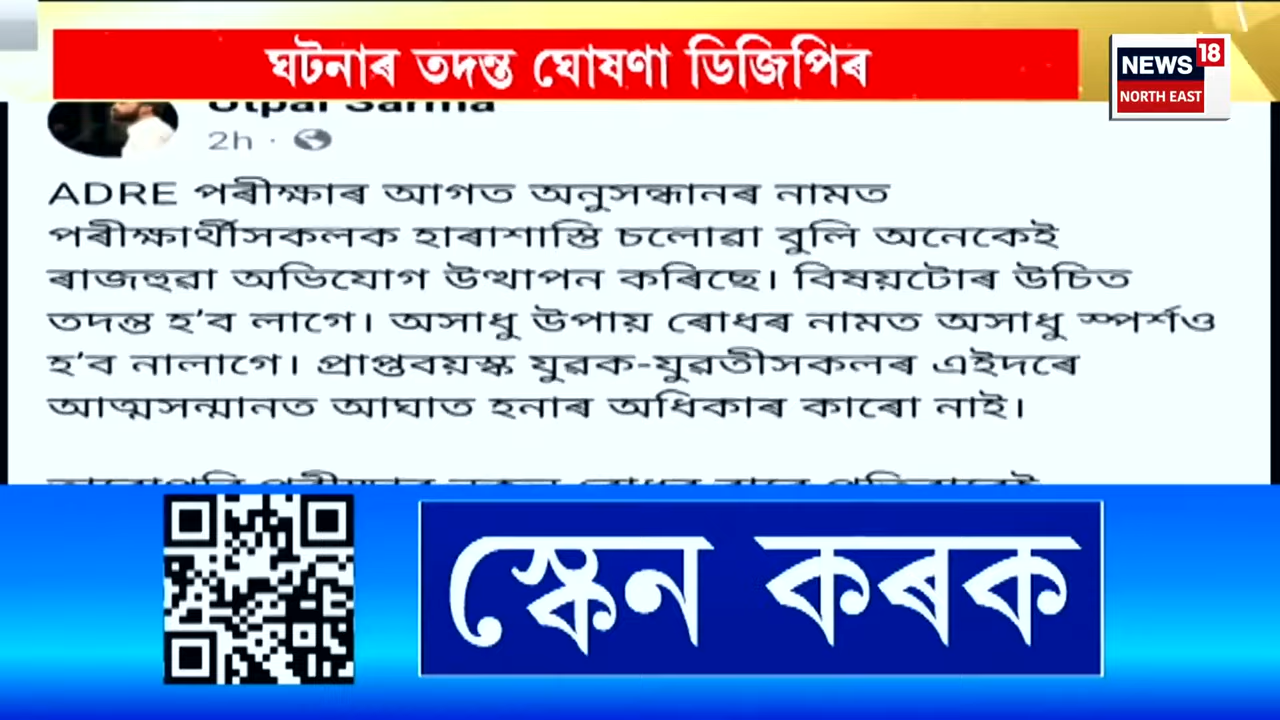 ঘটনাৰ তদন্ত ঘোষণা ডিজিপিৰ
NEWS 18
NORTH EAST
Utpal Sarma
2h ·
ADRE পৰীক্ষাৰ আগত অনুসন্ধানৰ নামত
পৰীক্ষাৰ্থীসকলক হাৰাশাস্তি চলোৱা বুলি অনেকেই
ৰাজহুৱা অভিযোগ উত্থাপন কৰিছে। বিষয়টোৰ উচিত
তদন্ত হ'ব লাগে। অসাধু উপায় ৰোধৰ নামত অসাধু স্পৰ্শও
হ'ব নালাগে। প্ৰাপ্তবয়স্ক যুৱক-যুৱতীসকলৰ এইদৰে
আত্মসন্মানত আঘাত হনাৰ অধিকাৰ কাৰো নাই।
স্কেন কৰক